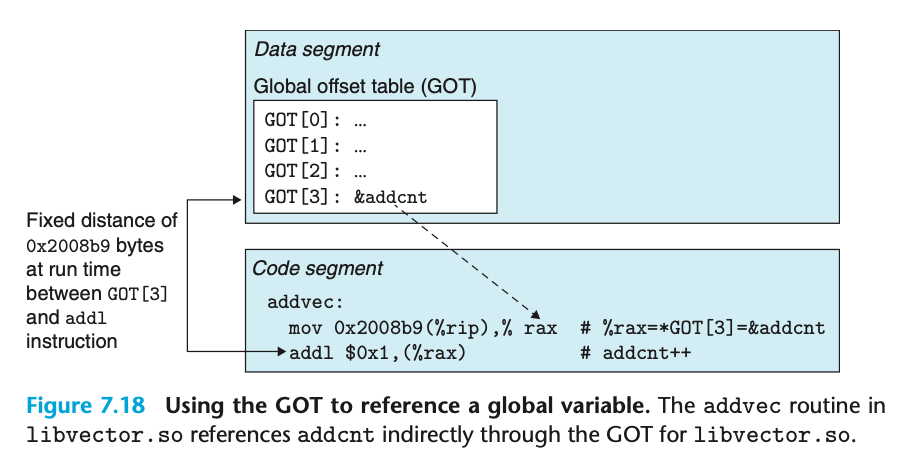 Data segment
Global offset table (GOT)
GOT[0]: …
GOT[1]: …
GOT[2]: …
GOT[3]: &addcnt
Fixed distance of
0x2008b9 bytes
at run time
between GOT[3]
and addl
instruction
Code segment
addvec:
mov 0x2008b9(%rip),% rax # %rax=*GOT[3]=&addcnt
addl $0x1,(%rax) # addcnt++
Figure 7.18 Using the GOT to reference a global variable. The addvec routine in
libvector.so references addcnt indirectly through the GOT for libvector.so.